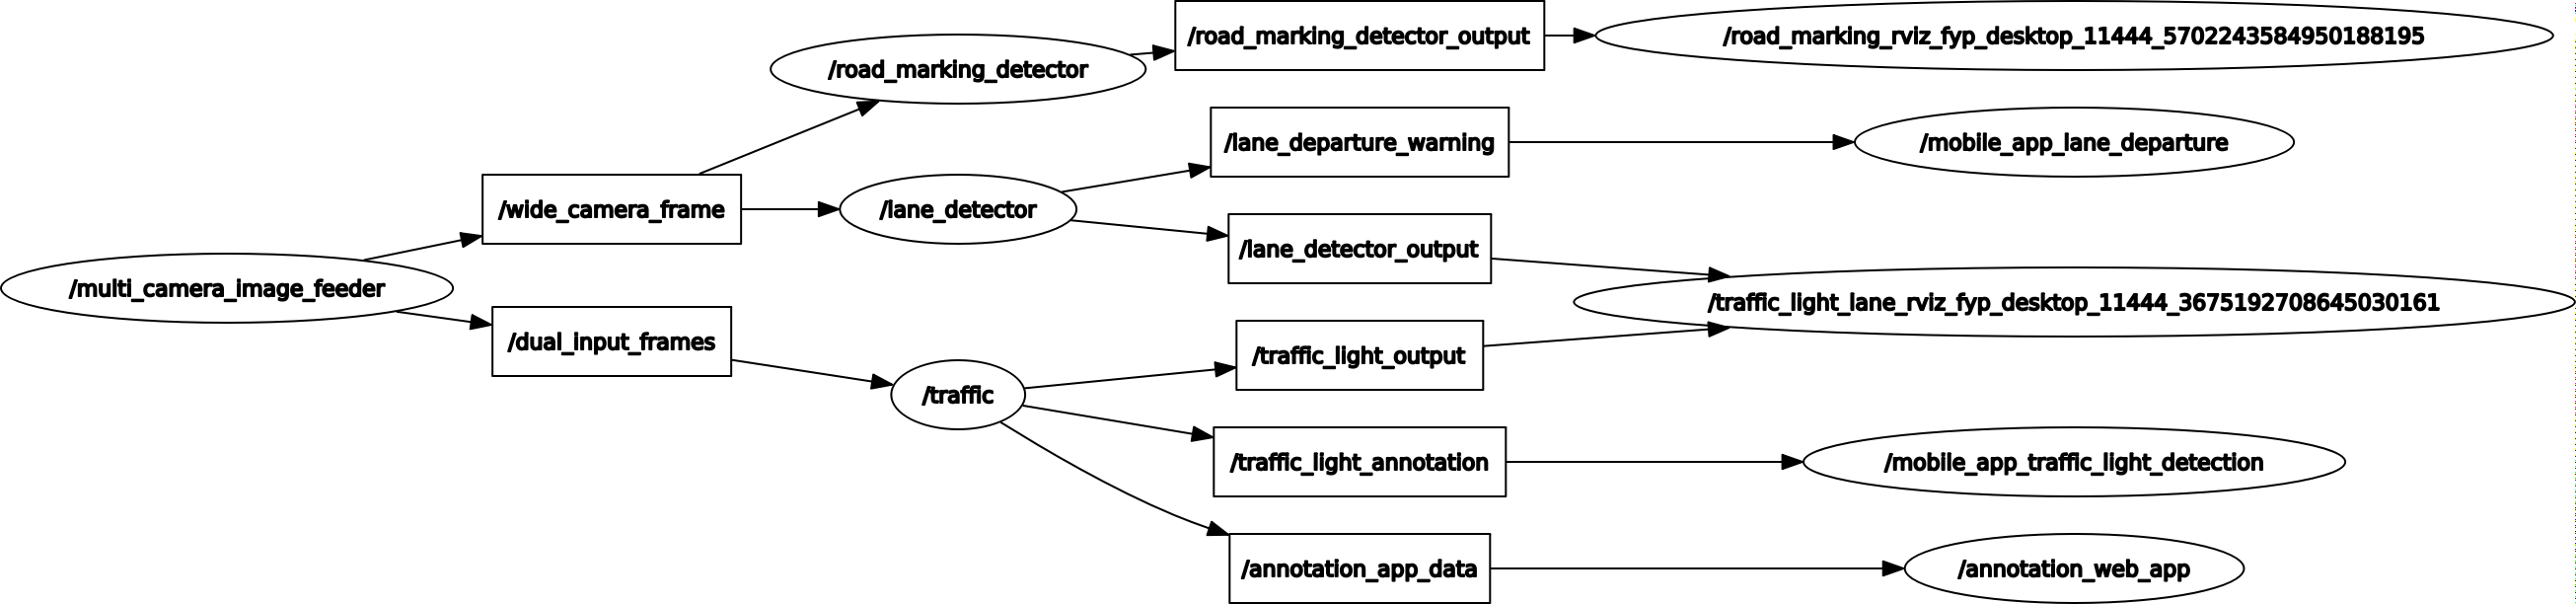 /road_marking_detector_output
/road_marking_rviz_fyp_desktop_11444_5702243584950188195
/road_marking_detector
/lane_departure_warning
/mobile_app_lane_departure
/wide_camera_frame
/lane_detector
/lane_detector_output
/multi_camera_image_feeder
/traffic_light_lane_rviz_fyp_desktop_11444_3675192708645030161
/dual_input_frames
/traffic_light_output
/traffic
/traffic_light_annotation
/mobile_app_traffic_light_detection
/annotation_app_data
/annotation_web_app